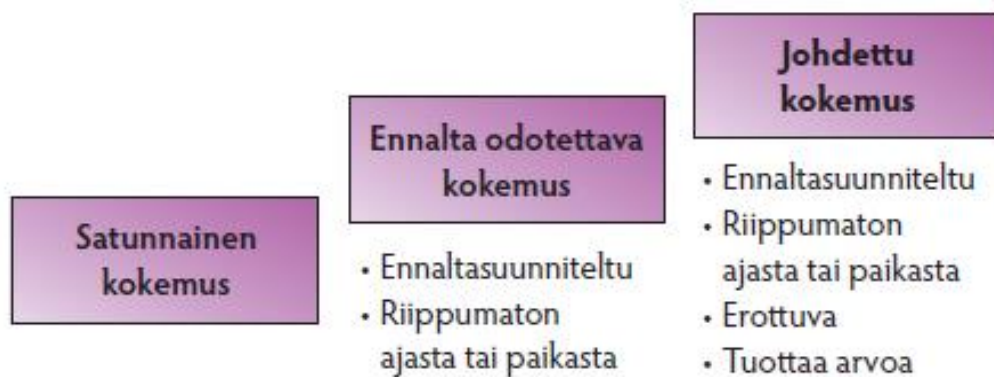 Satunnainen
kokemus
Ennalta odotettava
kokemus
• Ennaltasuunniteltu
• Riippumaton
ajasta tai paikasta
Johdettu
kokemus
• Ennaltasuunniteltu
• Riippumaton
ajasta tai paikasta
• Erottuva
• Tuottaa arvoa